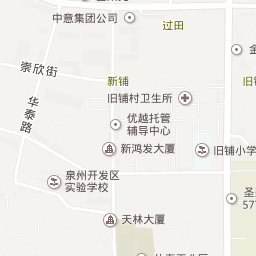 中意集团公司
过田
崇欣街
新铺
旧铺村卫生所
华泰路
优越托管
辅导中心
新鸿发大厦
旧铺小学
泉州开发区
实验学校
天林大厦